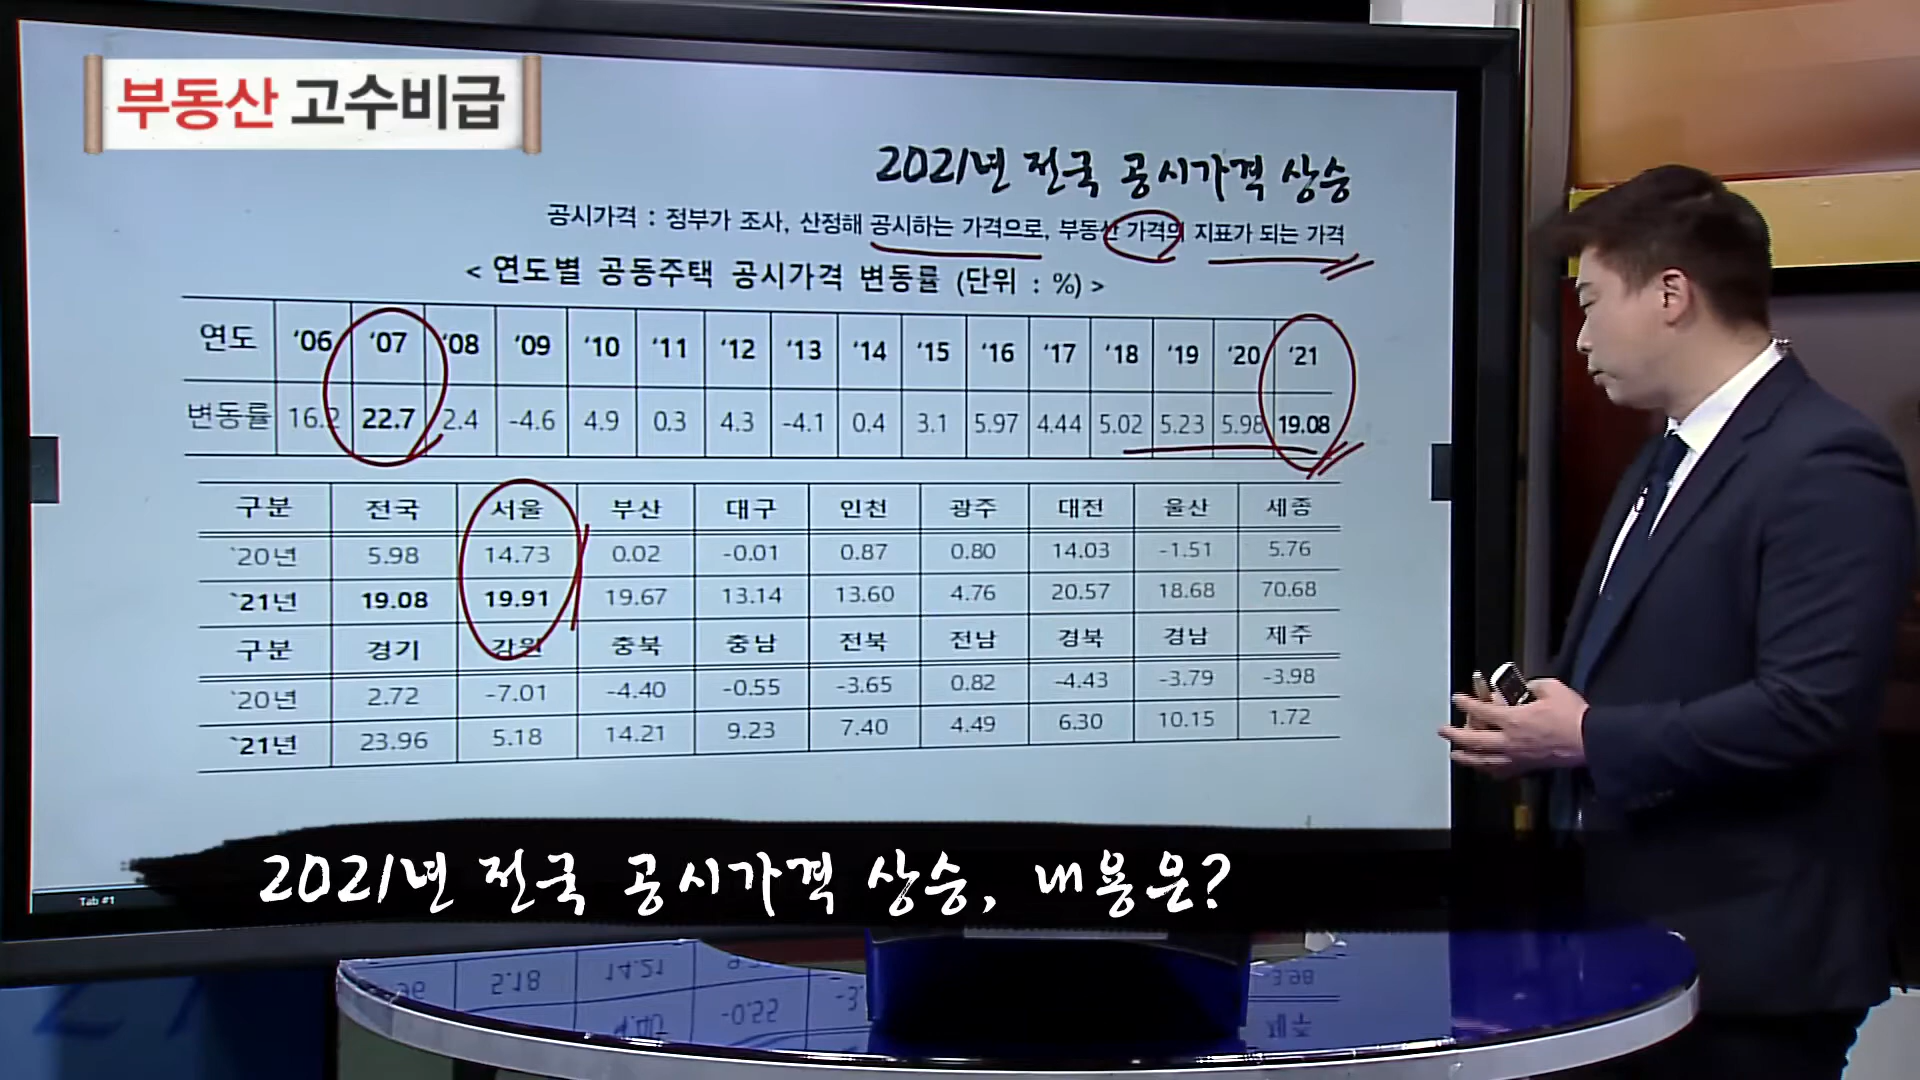 부동산 고수비급
2021년 전국 공시가격 상승
공시가격 : 정부가 조사, 산정해 공시하는 가격으로, 부동산 가격의 지표가 되는 가격
< 연도별 공동주택 공시가격 변동률 (단위 : %) >
연도 ‘06 ‘07 ‘08 ‘09 ‘10 ‘11 ‘12 ‘13 ‘14 ‘15 ‘16 ‘17 ‘18 ‘19 ‘20 ‘21
변동률 16.2 22.7 2.4 -4.6 4.9 0.3 4.3 -4.1 0.4 3.1 5.97 4.44 5.02 5.23 5.98 19.08
구분 전국 서울 부산 대구 인천 광주 대전 울산 세종
`20년 5.98 14.73 0.02 -0.01 0.87 0.80 14.03 -1.51 5.76
`21년 19.08 19.91 19.67 13.14 13.60 4.76 20.57 18.68 70.68
구분 경기 강원 충북 충남 전북 전남 경북 경남 제주
`20년 2.72 -7.01 -4.40 -0.55 -3.65 0.82 -4.43 -3.79 -3.98
`21년 23.96 5.18 14.21 9.23 7.40 4.49 6.30 10.15 1.72
2021년 전국 공시가격 상승, 내용은?
Tab #1